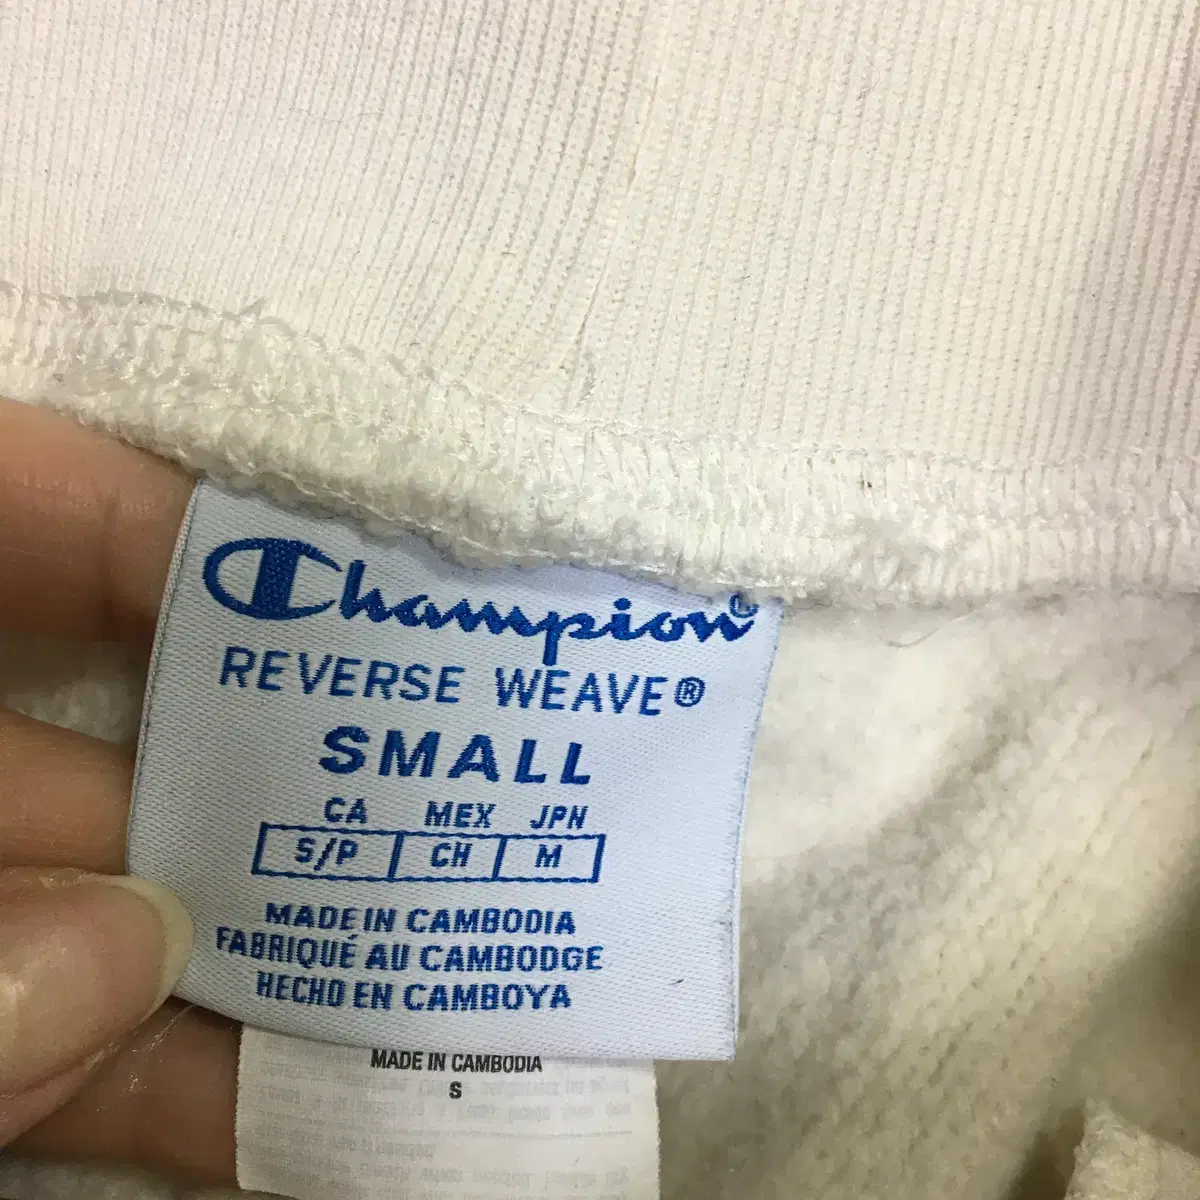 Champion®
REVERSE WEAVE®
SMALL
CA MEX JPN
S/P CH M
MADE IN CAMBODIA
FABRIQUÉ AU CAMBODGE
HECHO EN CAMBOYA
MADE IN CAMBODIA
S